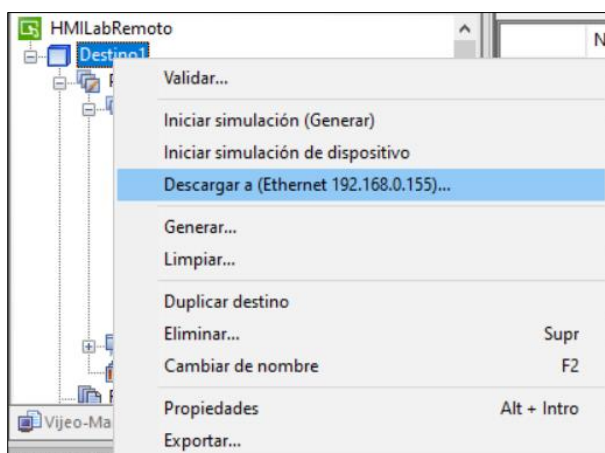 HMILabRemoto
Destino1
Validar...
Iniciar simulación (Generar)
Iniciar simulación de dispositivo
Descargar a (Ethernet 192.168.0.155)...
Generar...
Limpiar...
Duplicar destino
Eliminar... Supr
Cambiar de nombre F2
Propiedades Alt + Intro
Exportar...
Vijeo-Ma